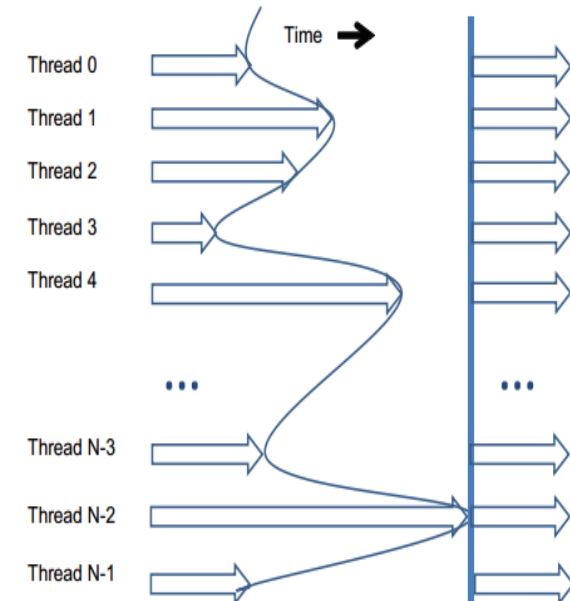 Time
Thread 0
Thread 1
Thread 2
Thread 3
Thread 4
... ...
Thread N-3
Thread N-2
Thread N-1